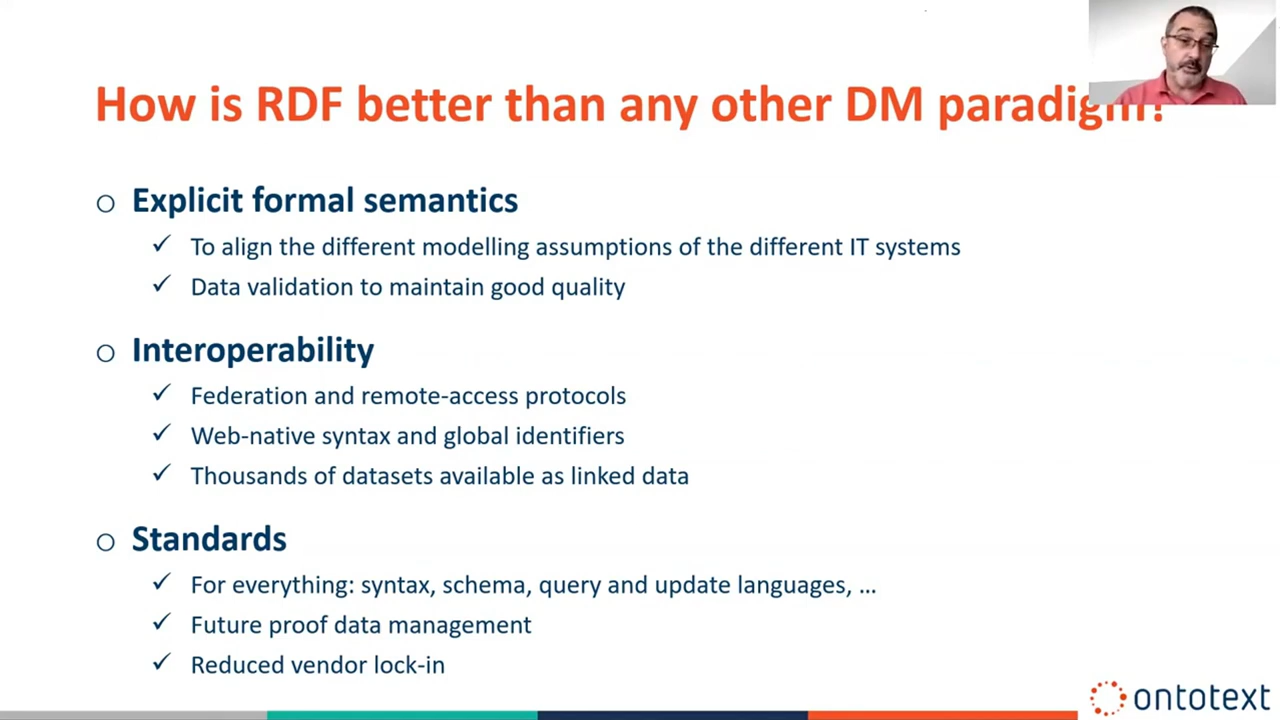 How is RDF better than any other DM paradigm?
Explicit formal semantics
To align the different modelling assumptions of the different IT systems
Data validation to maintain good quality
Interoperability
Federation and remote-access protocols
Web-native syntax and global identifiers
Thousands of datasets available as linked data
Standards
For everything: syntax, schema, query and update languages, ...
Future proof data management
Reduced vendor lock-in
ontotext